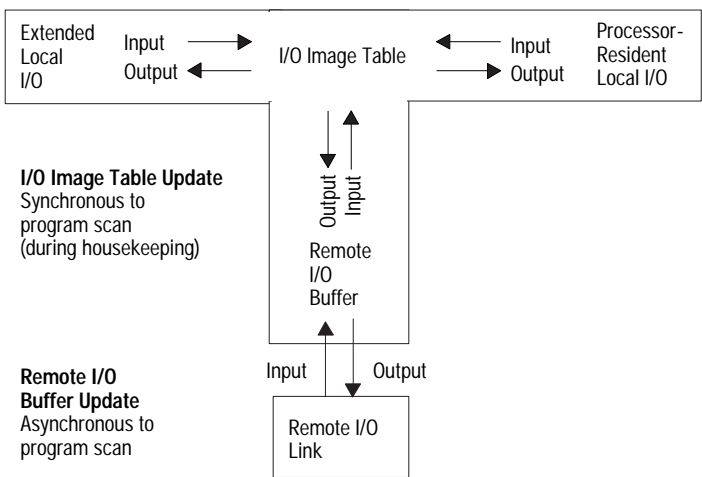 Extended
Local
I/O
Input
Output
I/O Image Table
Input
Output
Processor-
Resident
Local I/O
I/O Image Table Update
Synchronous to
program scan
(during housekeeping)
Output
Input
Remote
I/O
Buffer
Remote I/O
Buffer Update
Asynchronous to
program scan
Input
Output
Remote I/O
Link